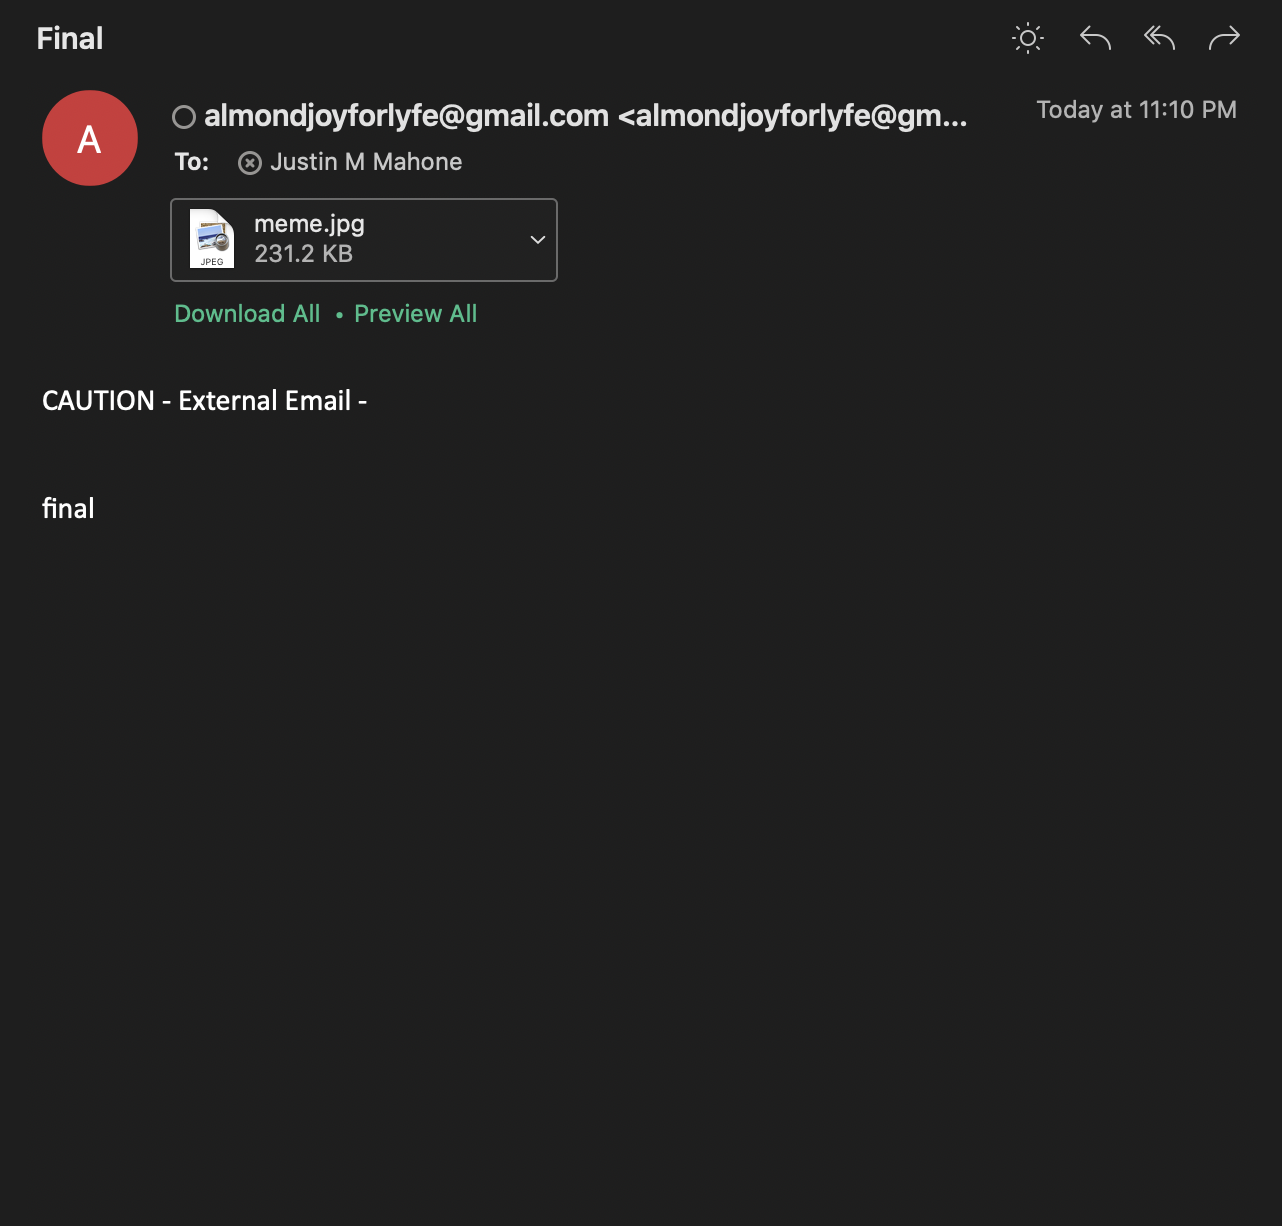 Final
A
almondjoyforlyfe@gmail.com <almondjoyforlyfe@gm...
Today at 11:10 PM
To: Justin M Mahone
meme.jpg
231.2 KB
JPEG
Download All • Preview All
CAUTION - External Email -
final